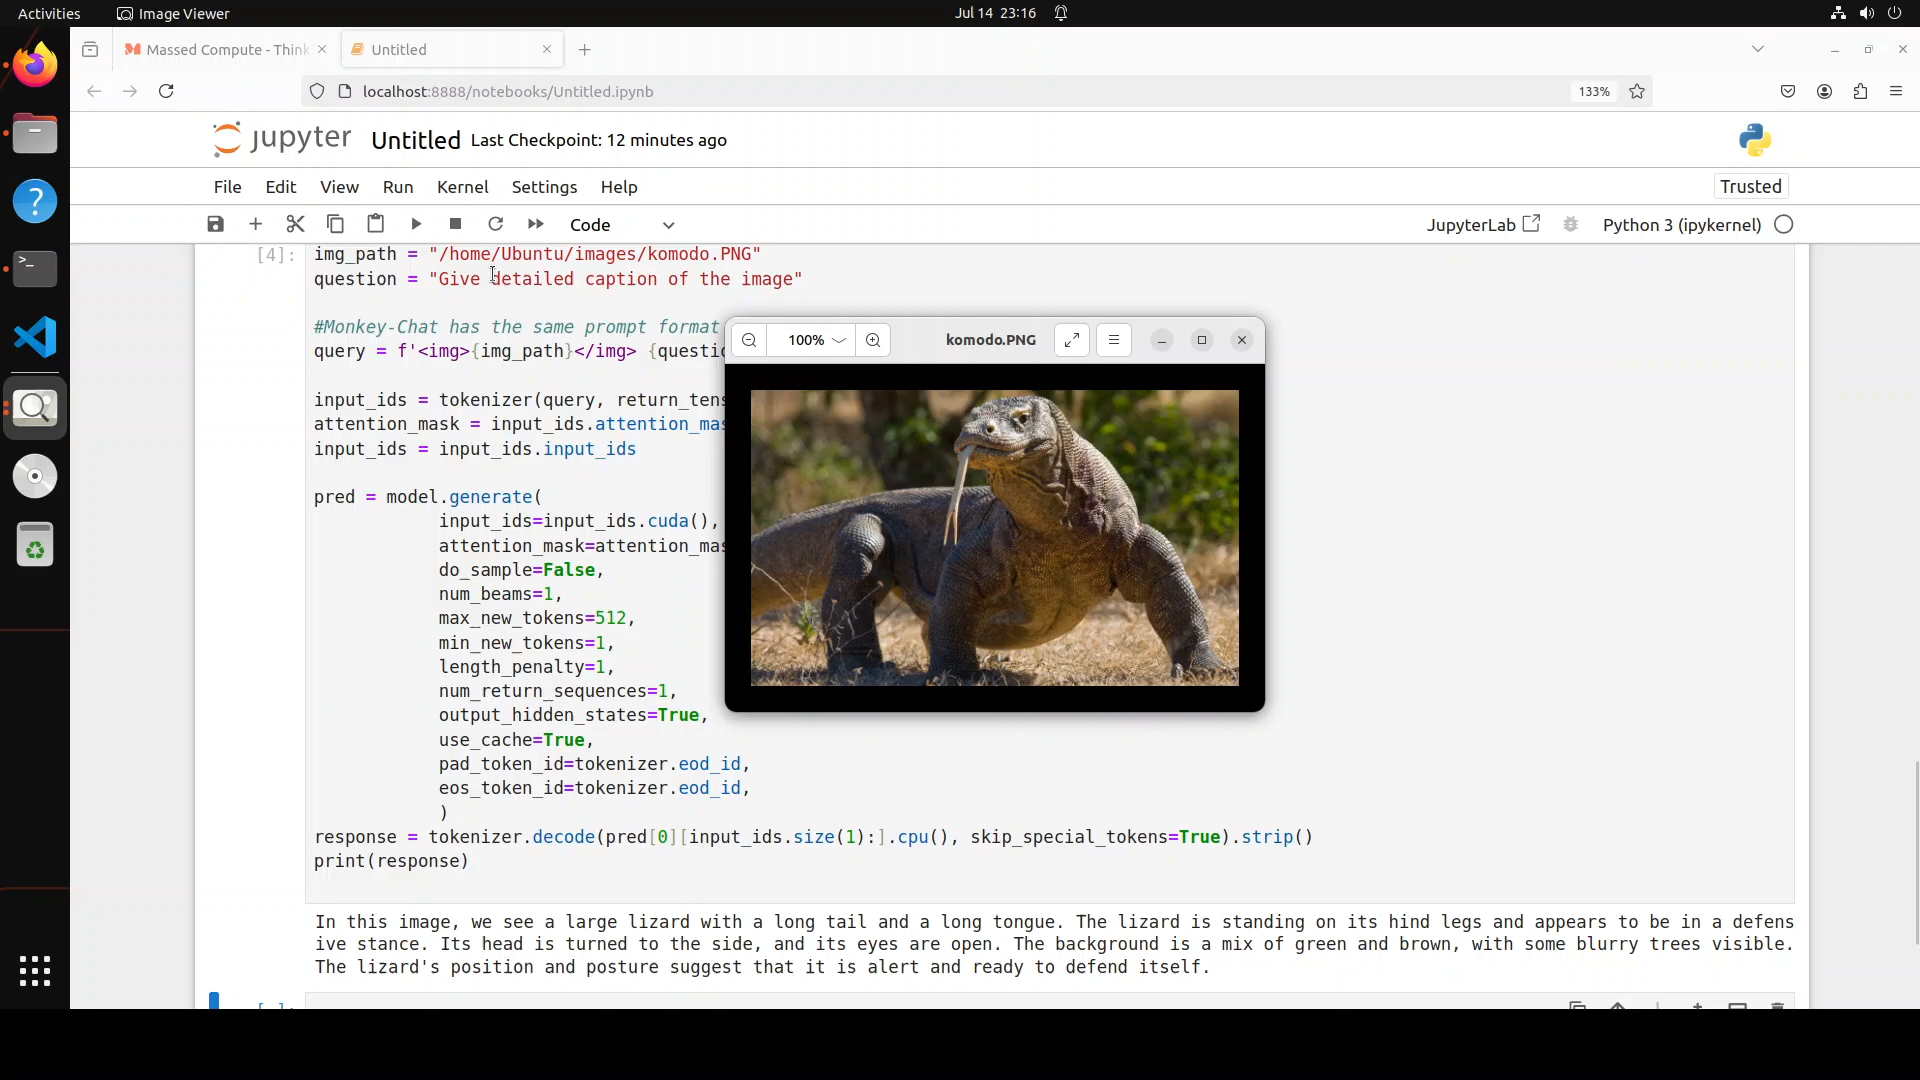 Activities
Image Viewer
Jul 14 23:16
Massed Compute - Think
Untitled
localhost:8888/notebooks/Untitled.ipynb
133%
jupyter
Untitled
Last Checkpoint: 12 minutes ago
File
Edit
View
Run
Kernel
Settings
Help
Trusted
Code
JupyterLab
Python 3 (ipykernel)
[4]:
img_path = "/home/Ubuntu/images/komodo.PNG"
question = "Give detailed caption of the image"
#Monkey-Chat has the same prompt format
query = f'<img>{img_path}</img> {questio
input_ids = tokenizer(query, return_tens
attention_mask = input_ids.attention_mas
input_ids = input_ids.input_ids
pred = model.generate(
input_ids=input_ids.cuda(),
attention_mask=attention_mas
do_sample=False,
num_beams=1,
max_new_tokens=512,
min_new_tokens=1,
length_penalty=1,
num_return_sequences=1,
output_hidden_states=True,
use_cache=True,
pad_token_id=tokenizer.eod_id,
eos_token_id=tokenizer.eod_id,
)
response = tokenizer.decode(pred[0][input_ids.size(1):].cpu(), skip_special_tokens=True).strip()
print(response)
100%
komodo.PNG
In this image, we see a large lizard with a long tail and a long tongue. The lizard is standing on its hind legs and appears to be in a defens
ive stance. Its head is turned to the side, and its eyes are open. The background is a mix of green and brown, with some blurry trees visible.
The lizard's position and posture suggest that it is alert and ready to defend itself.